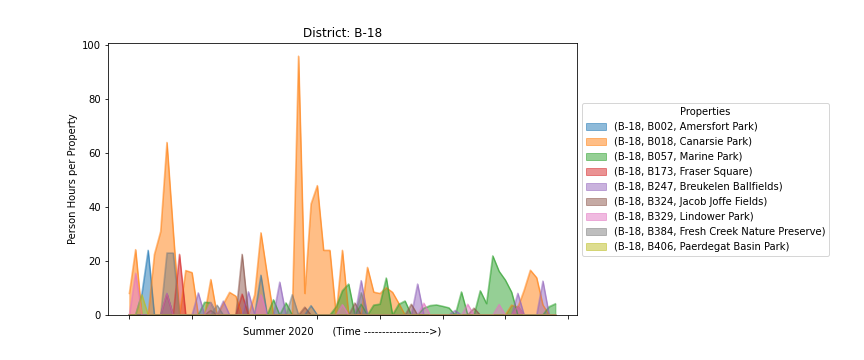 District: B-18
100
80
60
40
20
0
Person Hours per Property
Summer 2020 (Time ------------------>)
Properties
(B-18, B002, Amersfort Park)
(B-18, B018, Canarsie Park)
(B-18, B057, Marine Park)
(B-18, B173, Fraser Square)
(B-18, B247, Breukelen Ballfields)
(B-18, B324, Jacob Joffe Fields)
(B-18, B329, Lindower Park)
(B-18, B384, Fresh Creek Nature Preserve)
(B-18, B406, Paerdegat Basin Park)